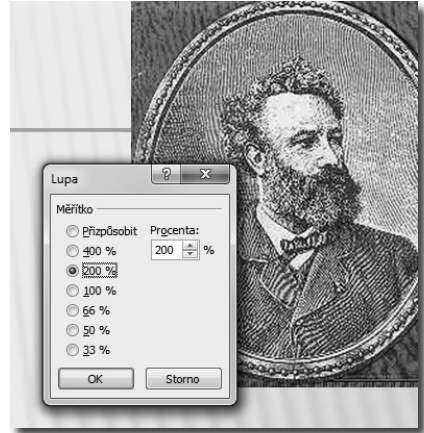 Lupa
Měřítko
Přizpůsobit
Procenta:
400 %
200 %
200 %
100 %
66 %
50 %
33 %
OK
Storno